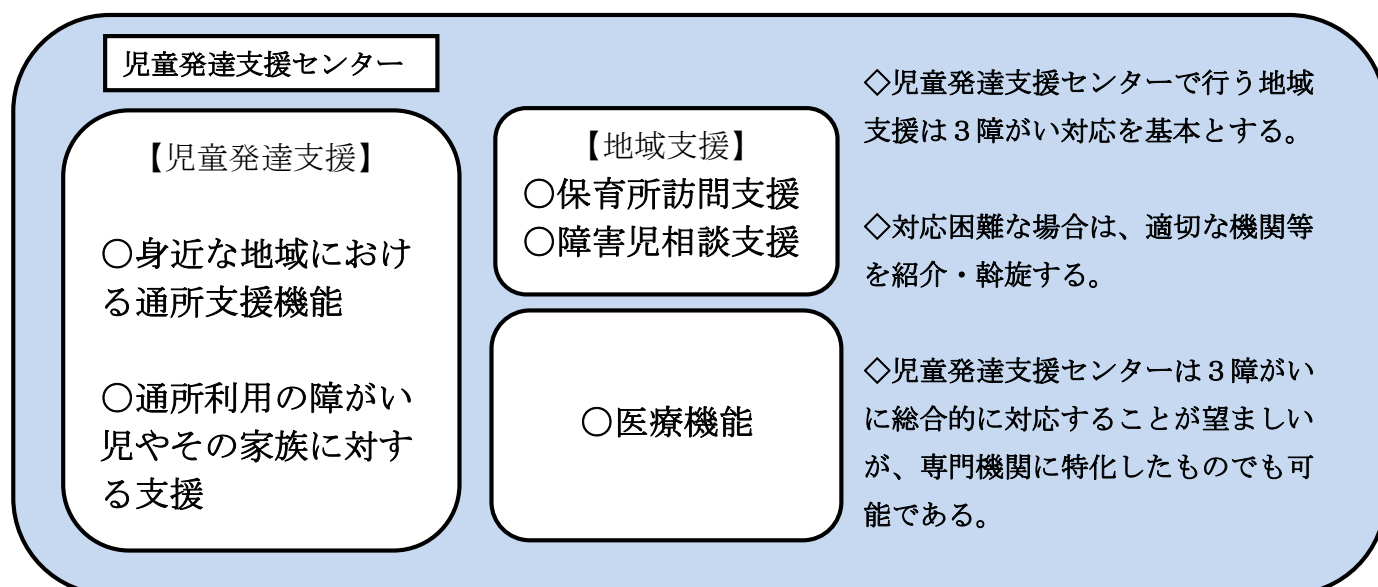 児童発達支援センター
【児童発達支援】
〇身近な地域におけ
る通所支援機能
〇通所利用の障がい
児やその家族に対す
る支援
【地域支援】
〇保育所訪問支援
〇障害児相談支援
〇医療機能
◇児童発達支援センターで行う地域
支援は３障がい対応を基本とする。
◇対応困難な場合は、適切な機関等
を紹介・斡旋する。
◇児童発達支援センターは３障がい
に総合的に対応することが望ましい
が、専門機関に特化したものでも可
能である。